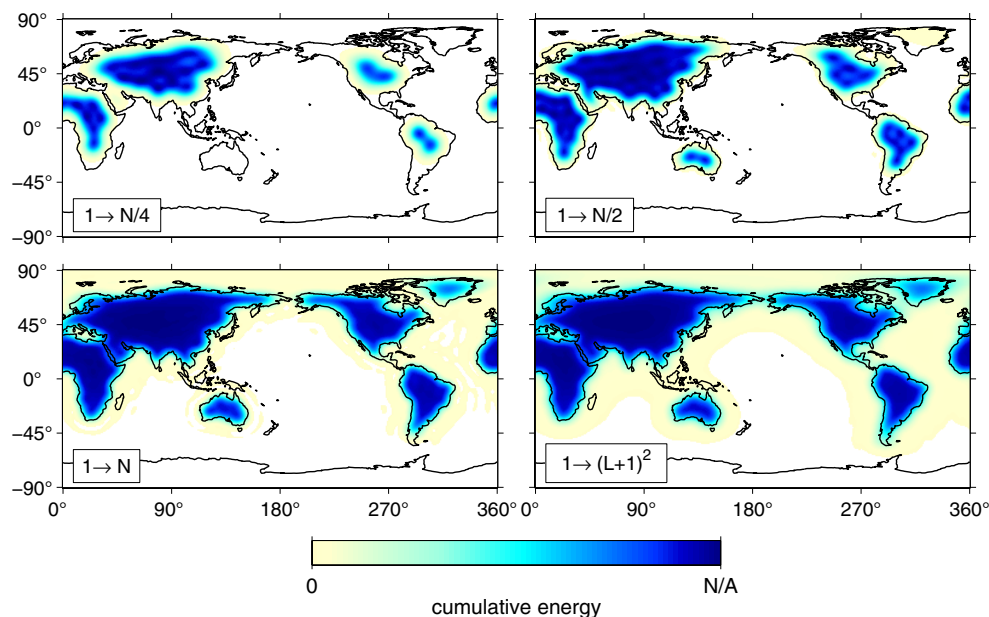 90°
45°
0°
−45°
−90°
1→ N/4
1→ N/2
90°
45°
0°
−45°
−90°
1→ N
1→ (L+1)²
0° 90° 180° 270° 360° 0° 90° 180° 270° 360°
0 N/A
cumulative energy